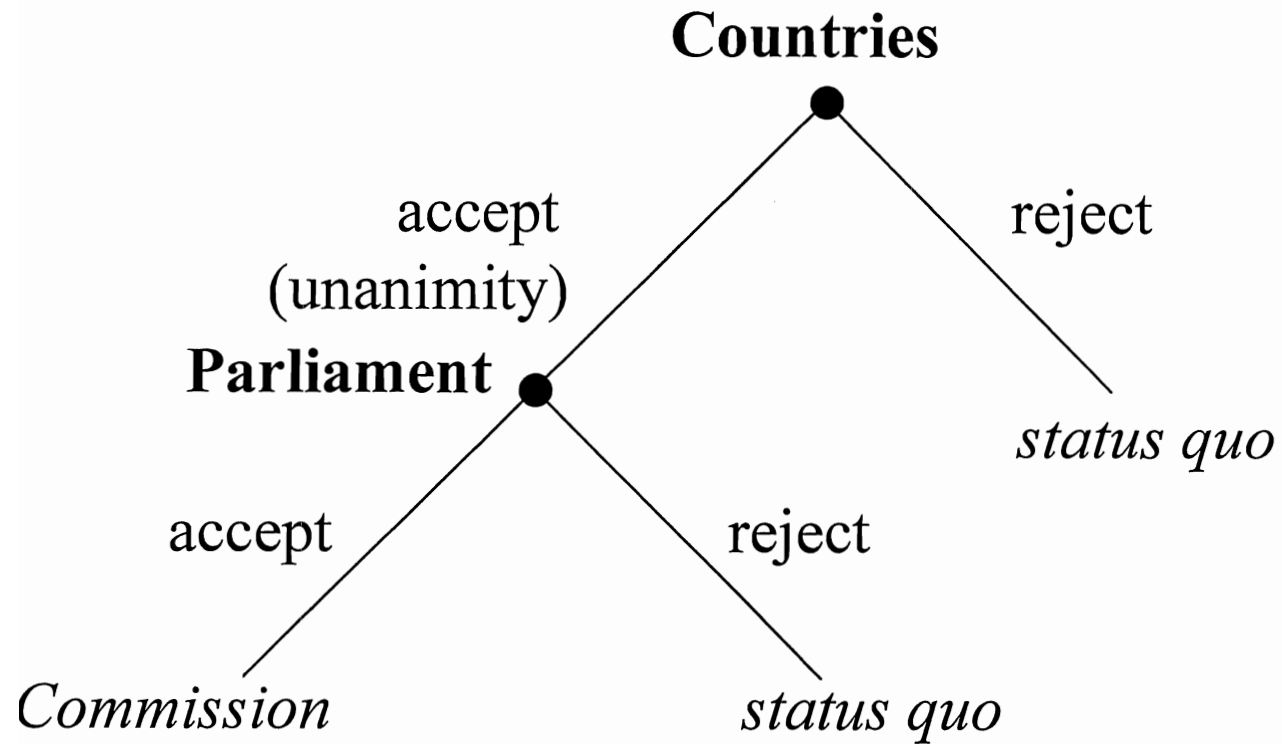 Countries
accept
(unanimity)
reject
Parliament
status quo
accept
reject
Commission
status quo